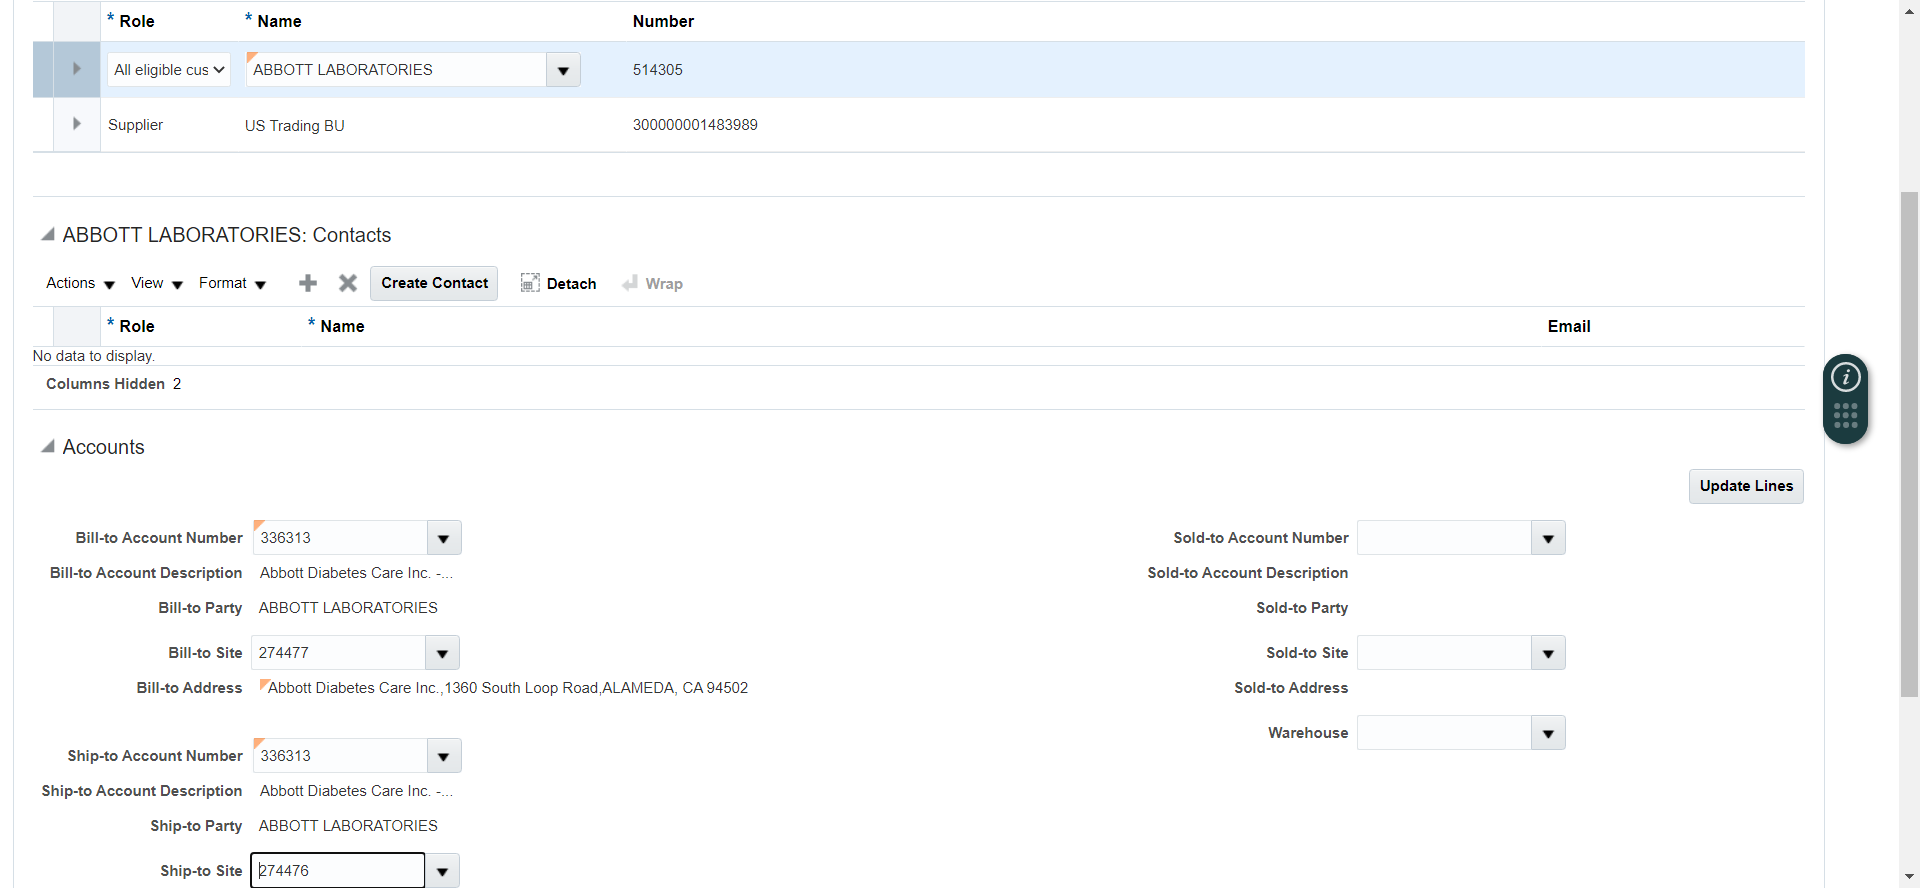 * Role * Name Number
All eligible cus ABBOTT LABORATORIES 514305
Supplier US Trading BU 300000001483989
ABBOTT LABORATORIES: Contacts
Actions View Format Create Contact Detach Wrap
* Role * Name Email
No data to display.
Columns Hidden 2
Accounts
Update Lines
Bill-to Account Number 336313 Sold-to Account Number
Bill-to Account Description Abbott Diabetes Care Inc. -... Sold-to Account Description
Bill-to Party ABBOTT LABORATORIES Sold-to Party
Bill-to Site 274477 Sold-to Site
Bill-to Address Abbott Diabetes Care Inc.,1360 South Loop Road,ALAMEDA, CA 94502 Sold-to Address
Warehouse
Ship-to Account Number 336313
Ship-to Account Description Abbott Diabetes Care Inc. -...
Ship-to Party ABBOTT LABORATORIES
Ship-to Site 274476